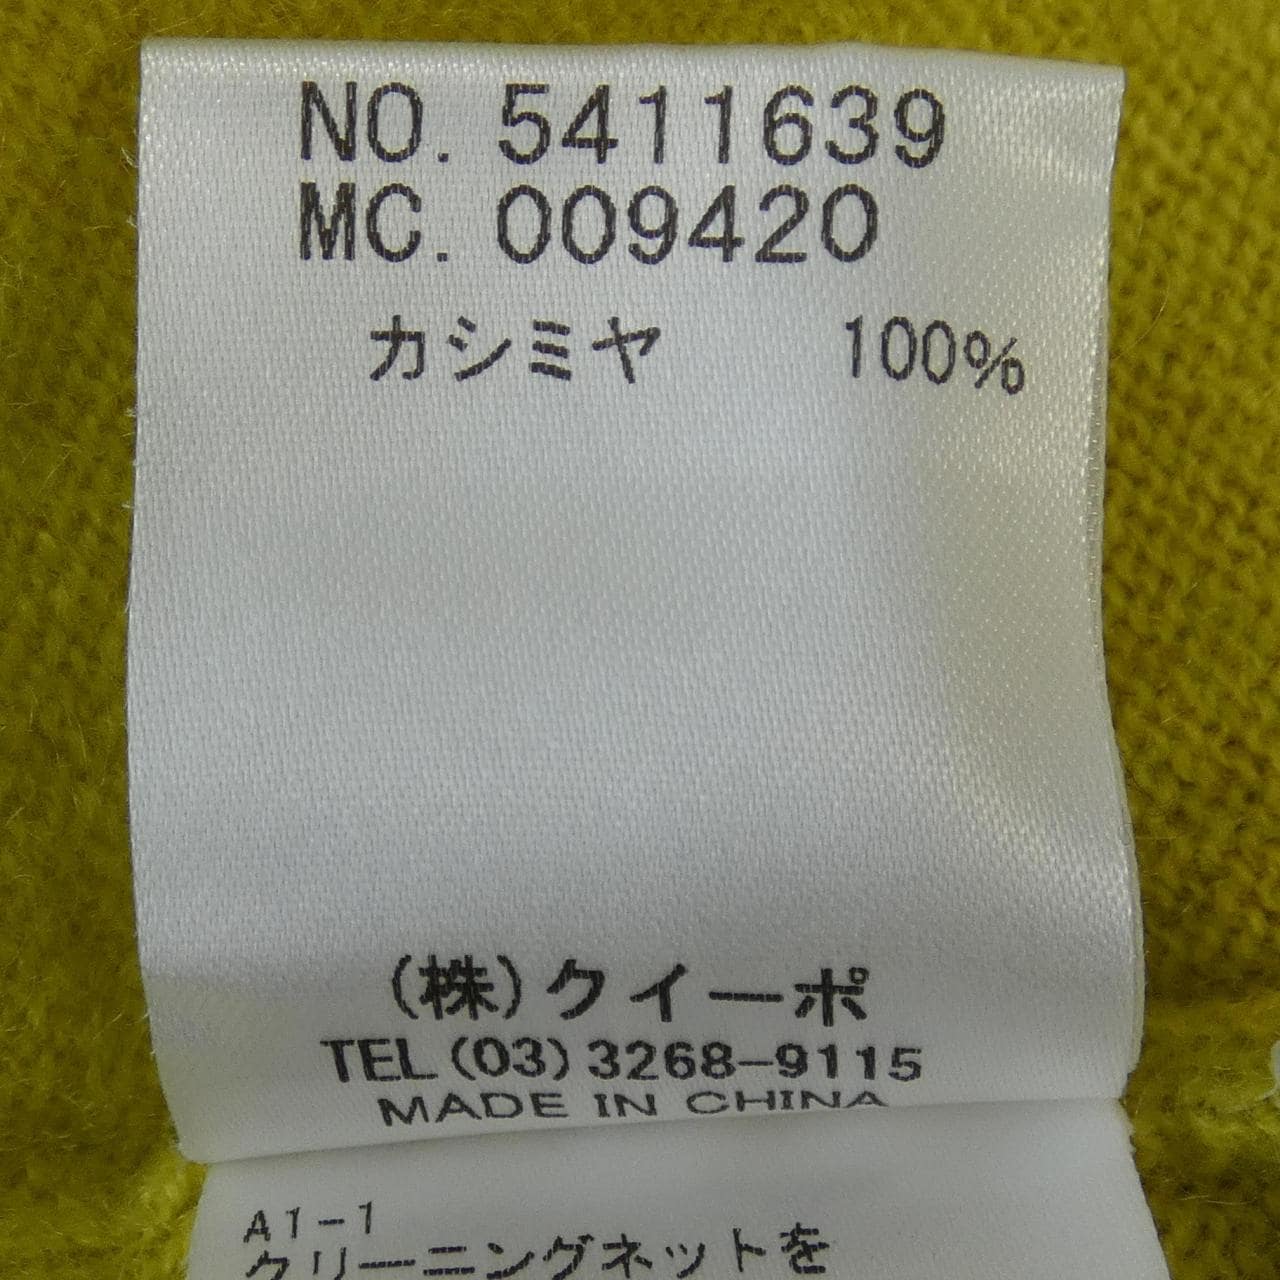 NO. 5411639
MC. 009420
カシミヤ 100%
(株)クイーポ
TEL(03)3268-9115
MADE IN CHINA
A1-1
クリーニングネットを